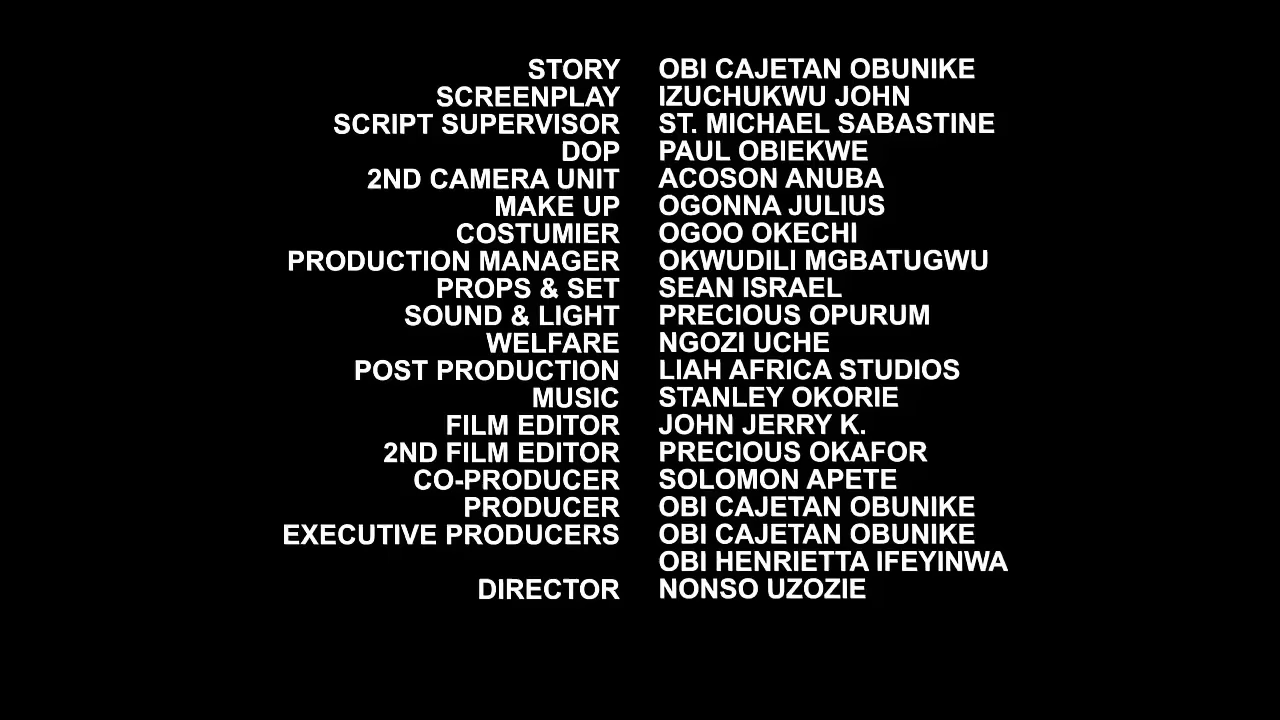 STORY OBI CAJETAN OBUNIKE
SCREENPLAY IZUCHUKWU JOHN
SCRIPT SUPERVISOR ST. MICHAEL SABASTINE
DOP PAUL OBIEKWE
2ND CAMERA UNIT ACOSON ANUBA
MAKE UP OGONNA JULIUS
COSTUMIER OGOO OKECHI
PRODUCTION MANAGER OKWUDILI MGBATUGWU
PROPS & SET SEAN ISRAEL
SOUND & LIGHT PRECIOUS OPURUM
WELFARE NGOZI UCHE
POST PRODUCTION LIAH AFRICA STUDIOS
MUSIC STANLEY OKORIE
FILM EDITOR JOHN JERRY K.
2ND FILM EDITOR PRECIOUS OKAFOR
CO-PRODUCER SOLOMON APETE
PRODUCER OBI CAJETAN OBUNIKE
EXECUTIVE PRODUCERS OBI CAJETAN OBUNIKE
OBI HENRIETTA IFEYINWA
DIRECTOR NONSO UZOZIE